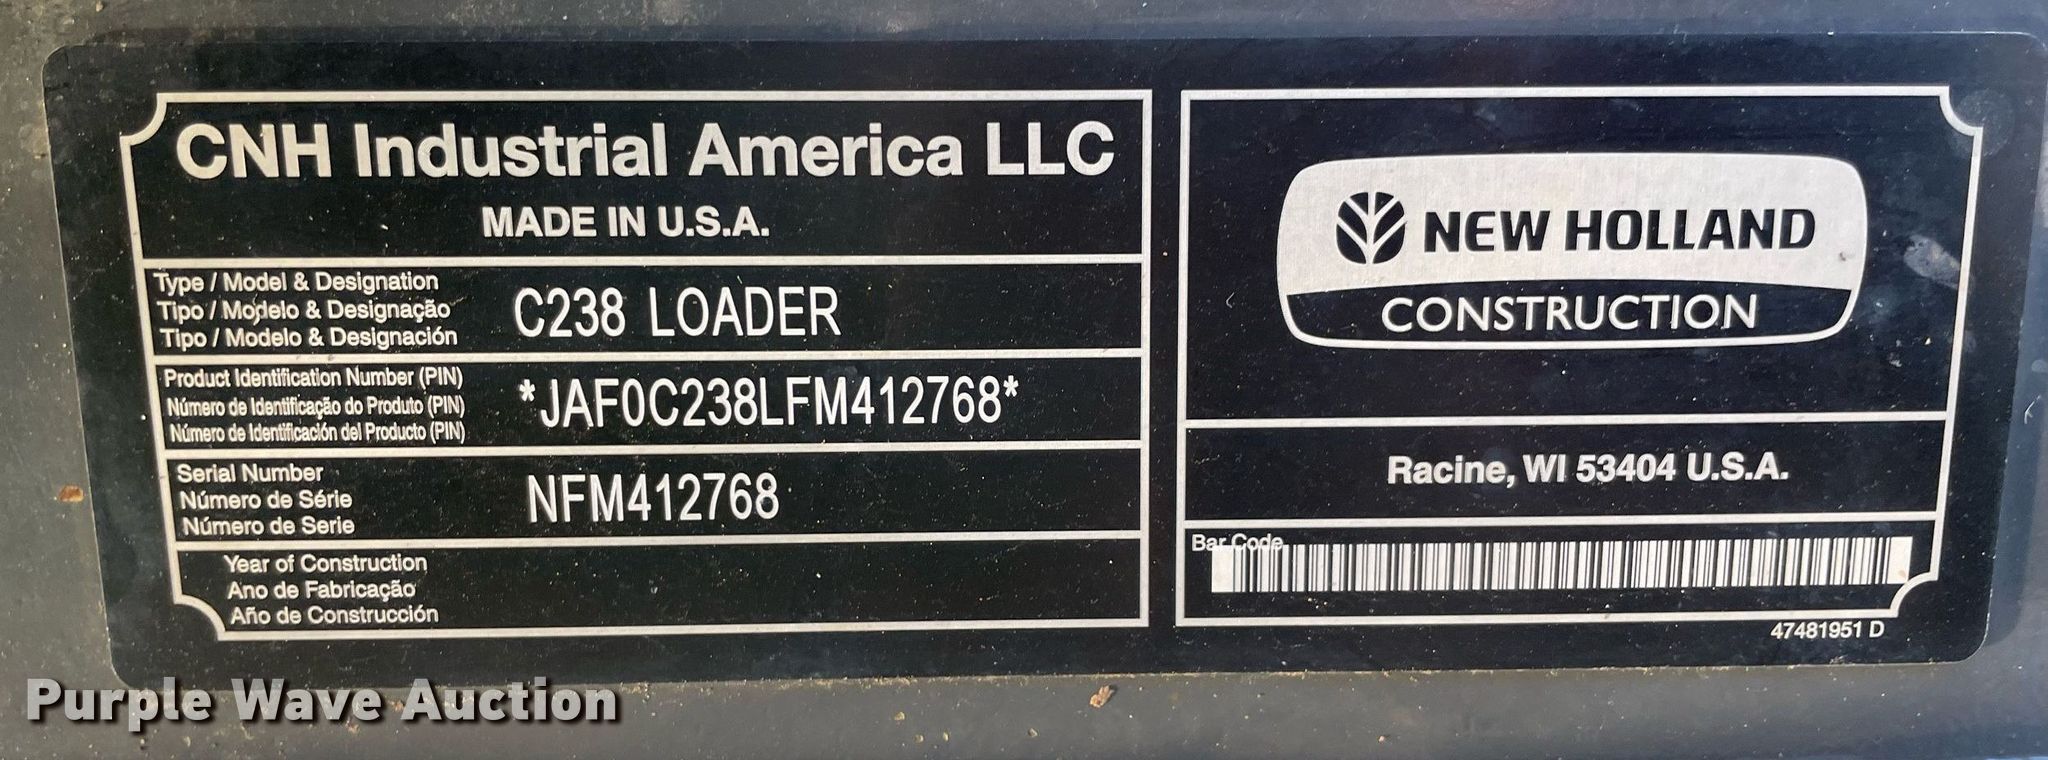 CNH Industrial America LLC
MADE IN U.S.A.
Type / Model & Designation
Tipo / Modelo & Designação
Tipo / Modelo & Designación
C238 LOADER
Product Identification Number (PIN)
Número de Identificação do Produto (PIN)
Número de Identificación del Producto (PIN)
*JAF0C238LFM412768*
Serial Number
Número de Série
Número de Serie
NFM412768
Year of Construction
Ano de Fabricação
Año de Construcción
NEW HOLLAND
CONSTRUCTION
Racine, WI 53404 U.S.A.
Bar Code
47481951 D
Purple Wave Auction